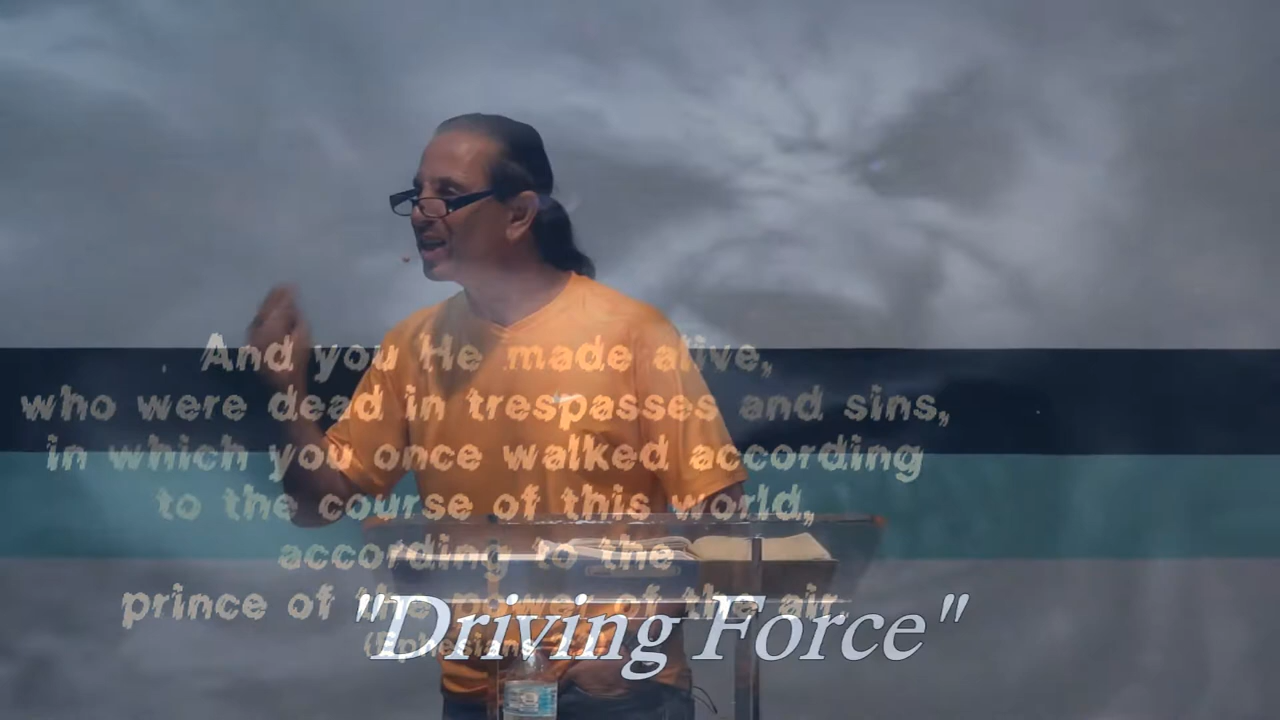 And you He made alive,
who were dead in trespasses and sins,
in which you once walked according
to the course of this world,
according to the
prince of the power of the air
(Ephesians
"Driving Force"